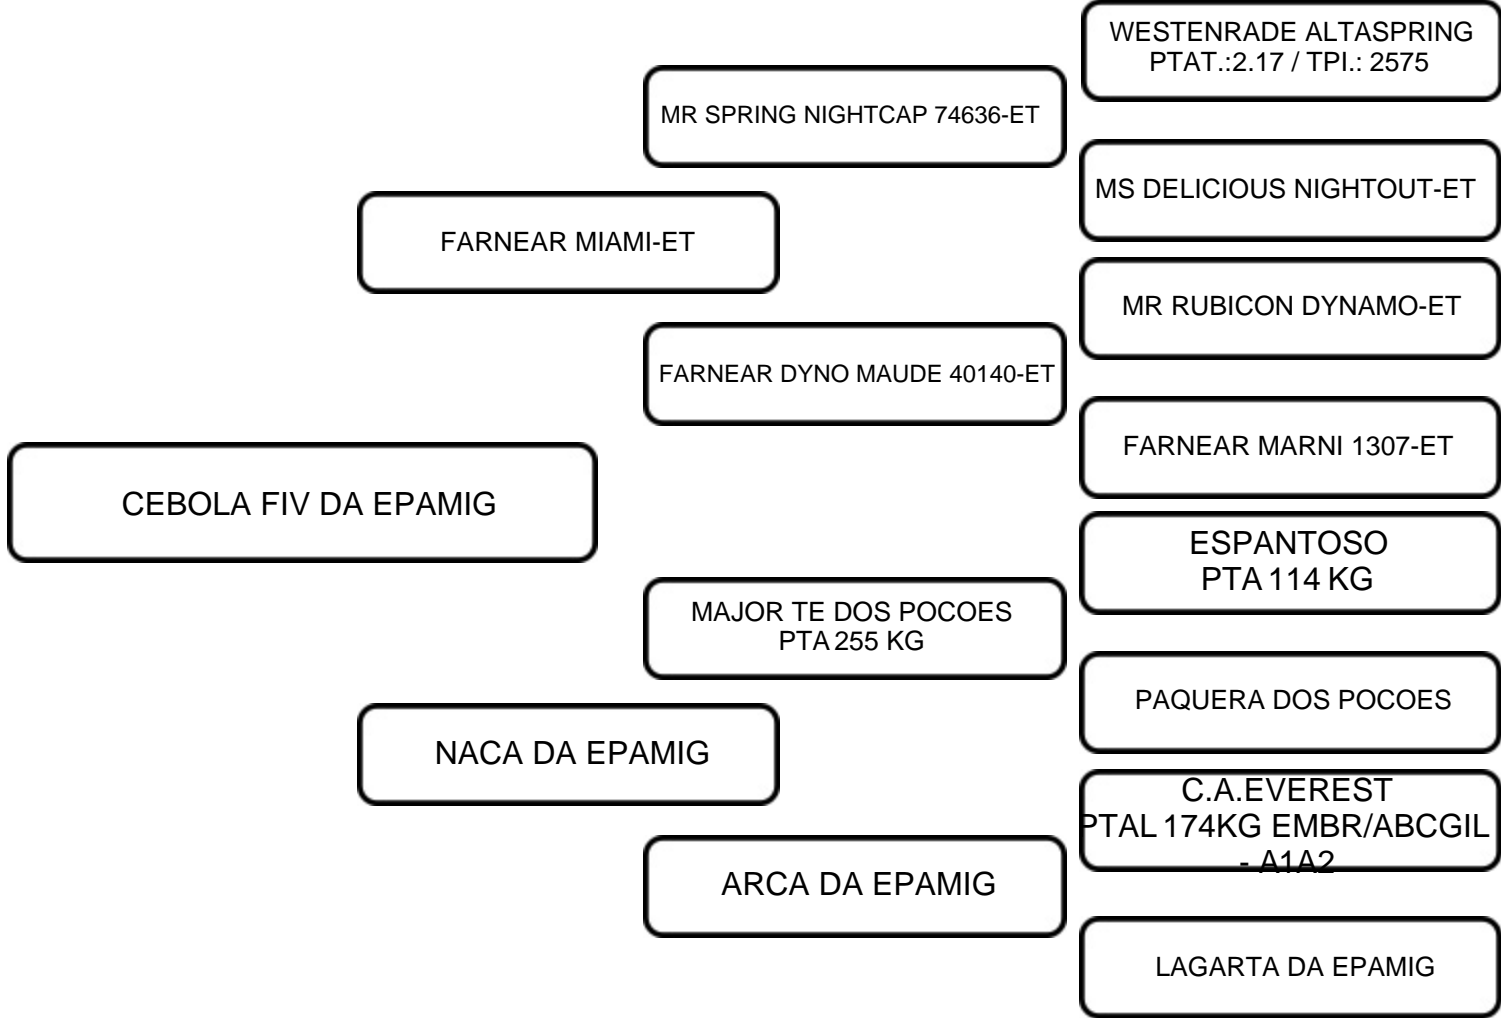 WESTENRADE ALTASPRING
PTAT.:2.17 / TPI.: 2575
MR SPRING NIGHTCAP 74636-ET
MS DELICIOUS NIGHTOUT-ET
FARNEAR MIAMI-ET
MR RUBICON DYNAMO-ET
FARNEAR DYNO MAUDE 40140-ET
FARNEAR MARNI 1307-ET
CEBOLA FIV DA EPAMIG
ESPANTOSO
PTA 114 KG
MAJOR TE DOS POCOES
PTA 255 KG
PAQUERA DOS POCOES
NACA DA EPAMIG
C.A.EVEREST
PTAL 174KG EMBR/ABCGIL
- A1A2
ARCA DA EPAMIG
LAGARTA DA EPAMIG